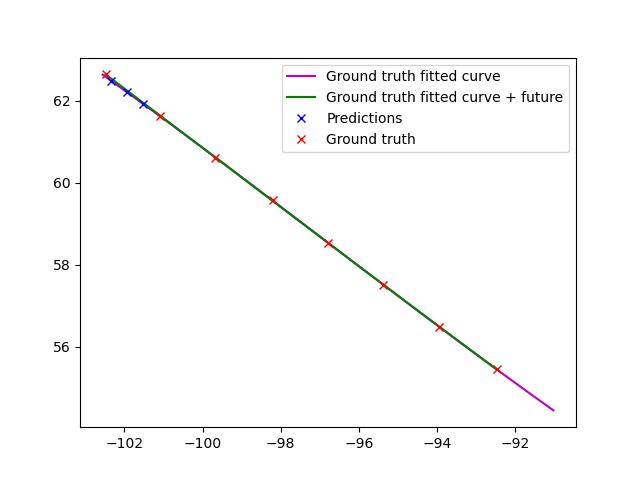 Ground truth fitted curve
Ground truth fitted curve + future
Predictions
Ground truth
62
60
58
56
−102 −100 −98 −96 −94 −92